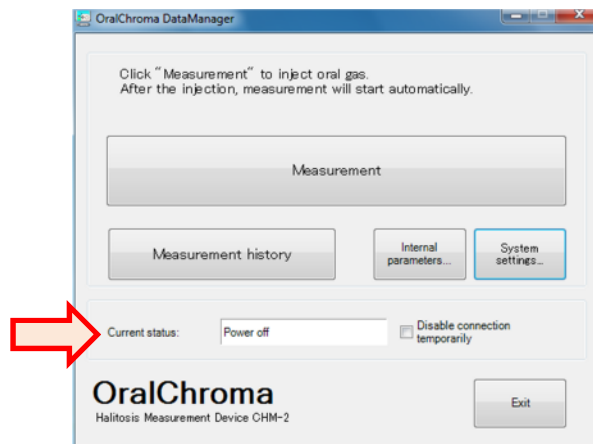 OralChroma DataManager
Click "Measurement" to inject oral gas.
After the injection, measurement will start automatically.
Measurement
Measurement history
Internal
parameters...
System
settings...
Current status:
Power off
Disable connection
temporarily
OralChroma
Halitosis Measurement Device CHM-2
Exit